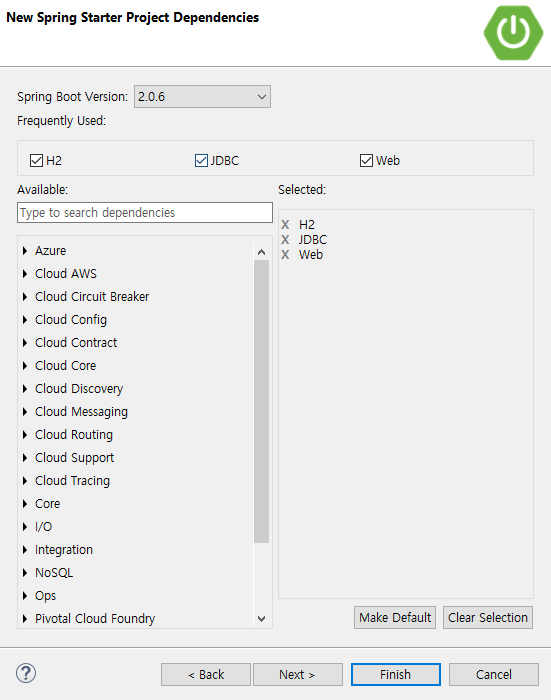 New Spring Starter Project Dependencies
Spring Boot Version: 2.0.6
Frequently Used:
H2 JDBC Web
Available: Selected:
Type to search dependencies
X H2
X JDBC
X Web
Azure
Cloud AWS
Cloud Circuit Breaker
Cloud Config
Cloud Contract
Cloud Core
Cloud Discovery
Cloud Messaging
Cloud Routing
Cloud Support
Cloud Tracing
Core
I/O
Integration
NoSQL
Ops
Pivotal Cloud Foundry
Make Default Clear Selection
? < Back Next > Finish Cancel